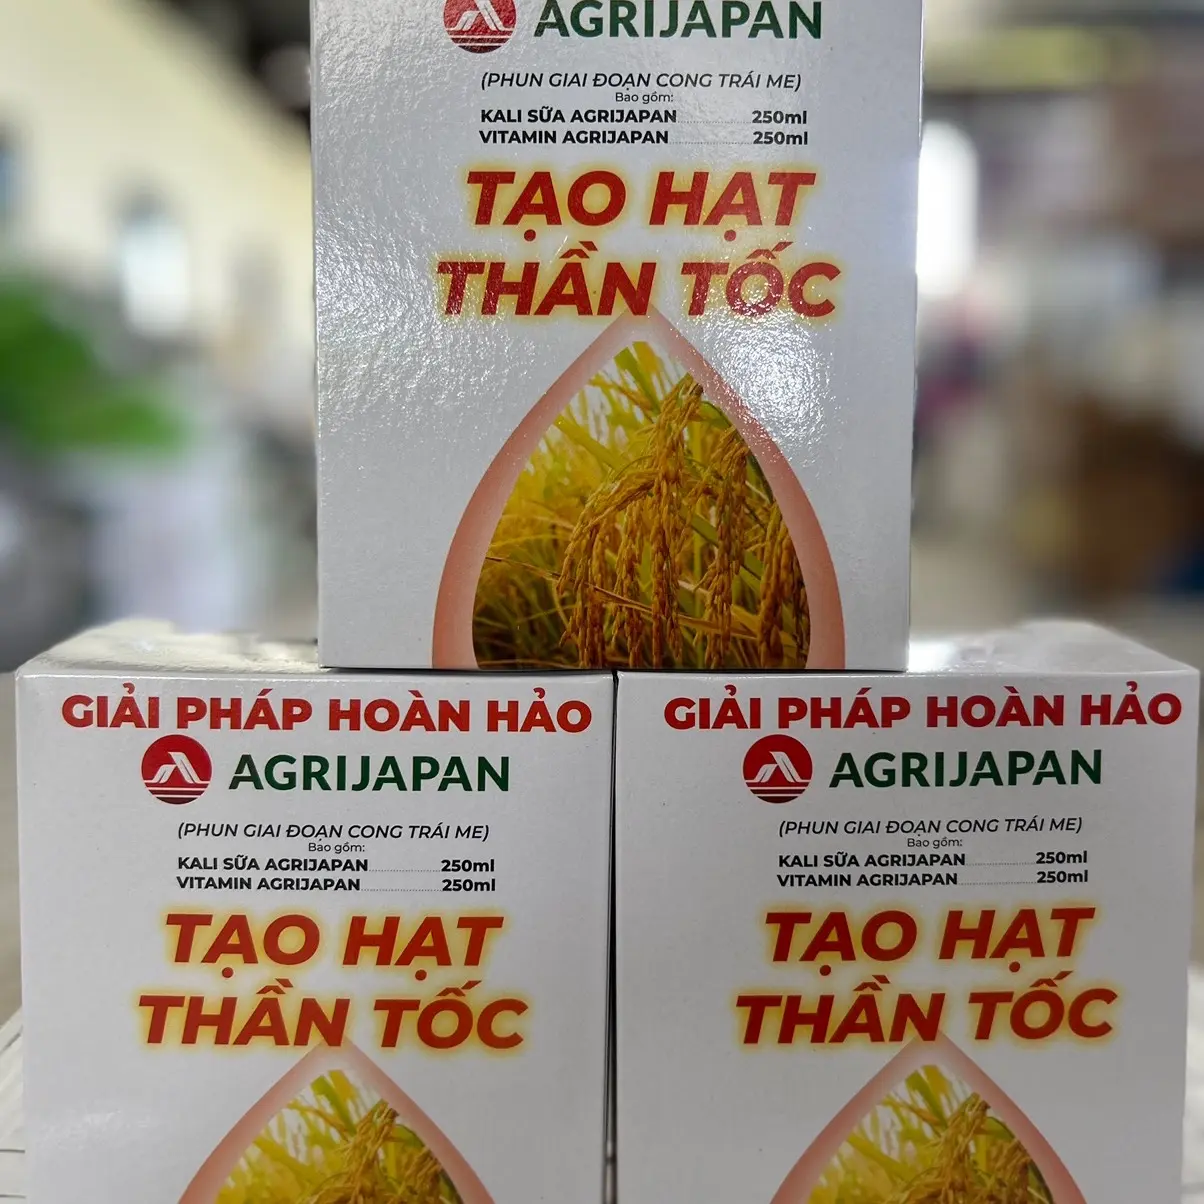 AGRIJAPAN
(PHUN GIAI ĐOẠN CONG TRÁI ME)
Bao gồm:
KALI SỮA AGRIJAPAN 250ml
VITAMIN AGRIJAPAN 250ml
TẠO HẠT
THẦN TỐC
GIẢI PHÁP HOÀN HẢO
AGRIJAPAN
(PHUN GIAI ĐOẠN CONG TRÁI ME)
Bao gồm:
KALI SỮA AGRIJAPAN 250ml
VITAMIN AGRIJAPAN 250ml
TẠO HẠT
THẦN TỐC
GIẢI PHÁP HOÀN HẢO
AGRIJAPAN
(PHUN GIAI ĐOẠN CONG TRÁI ME)
Bao gồm:
KALI SỮA AGRIJAPAN 250ml
VITAMIN AGRIJAPAN 250ml
TẠO HẠT
THẦN TỐC